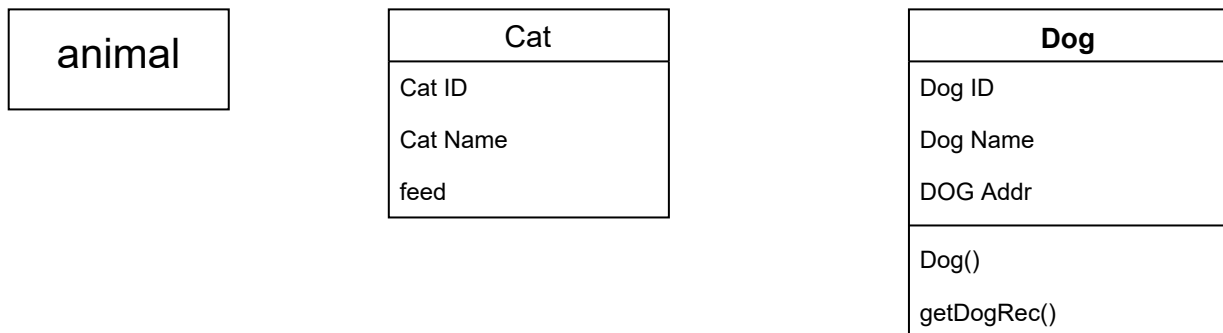 animal
Cat
Cat ID
Cat Name
feed
Dog
Dog ID
Dog Name
DOG Addr
Dog()
getDogRec()